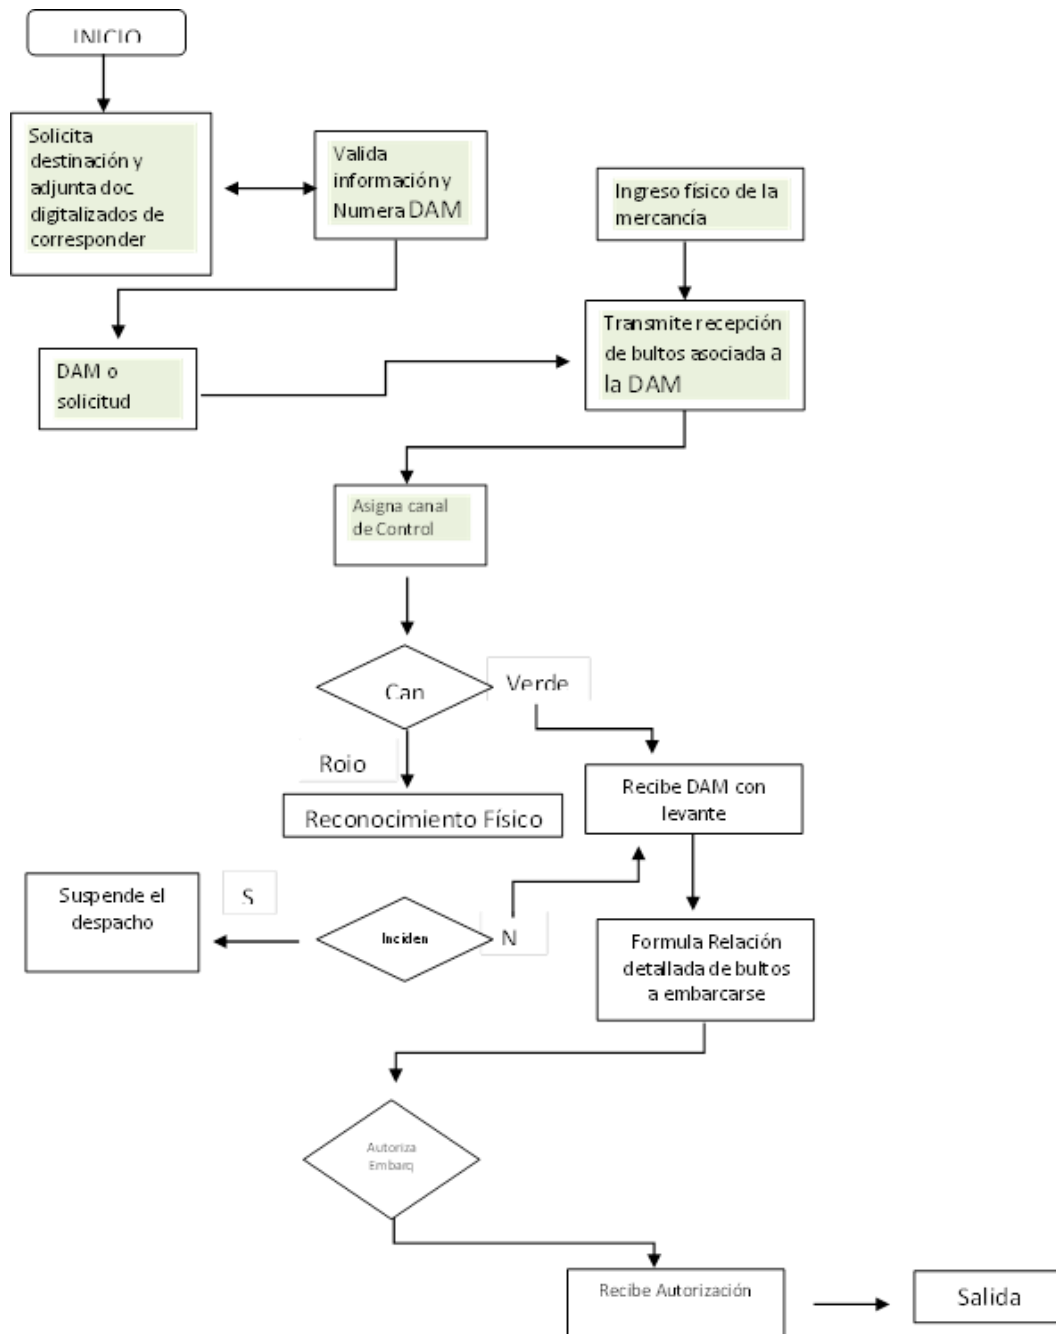 INICIO
Solicita
destinación y
adjunta doc.
digitalizados de
corresponder
Valida
información y
Numera DAM
Ingreso físico de la
mercancía
DAM o
solicitud
Transmite recepción
de bultos asociada a
la DAM
Asigna canal
de Control
Can
Verde
Rojo
Reconocimiento Físico
Recibe DAM con
levante
Suspende el
despacho
S
Inciden
N
Formula Relación
detallada de bultos
a embarcarse
Autoriza
Embarq
Recibe Autorización
Salida